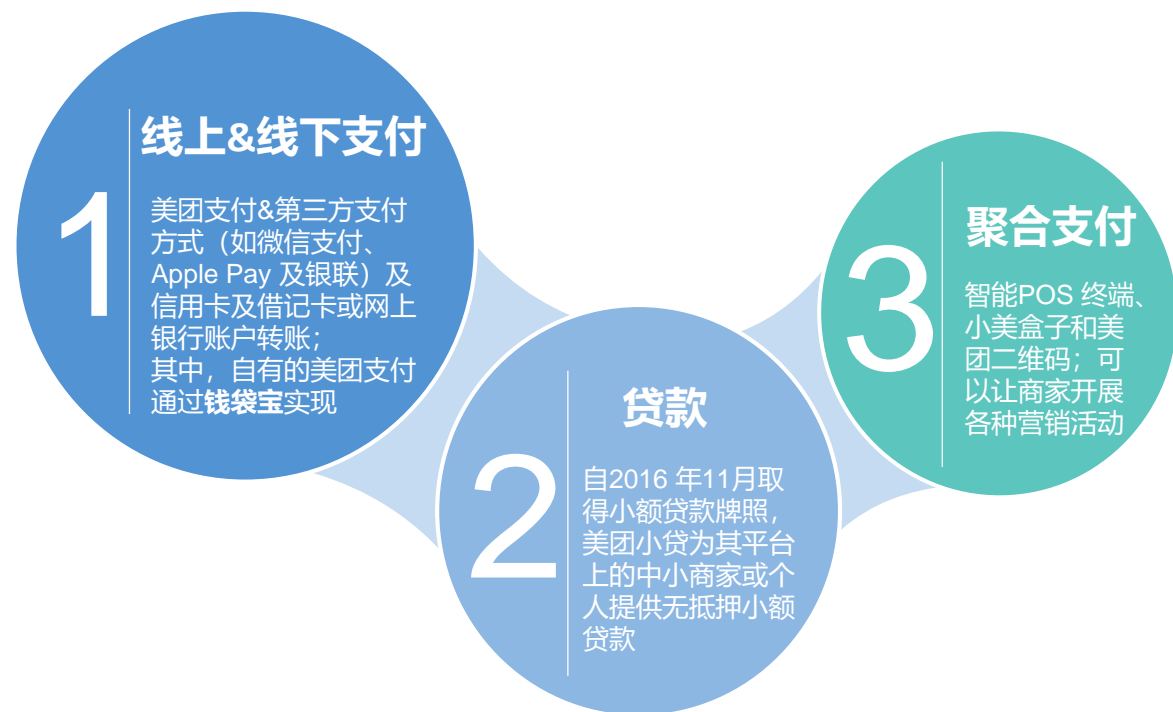 1
线上&线下支付
美团支付&第三方支付
方式（如微信支付、
Apple Pay 及银联）及
信用卡及借记卡或网上
银行账户转账；
其中，自有的美团支付
通过钱袋宝实现
2
贷款
自2016 年11月取
得小额贷款牌照，
美团小贷为其平台
上的中小商家或个
人提供无抵押小额
贷款
3
聚合支付
智能POS 终端、
小美盒子和美
团二维码；可
以让商家开展
各种营销活动